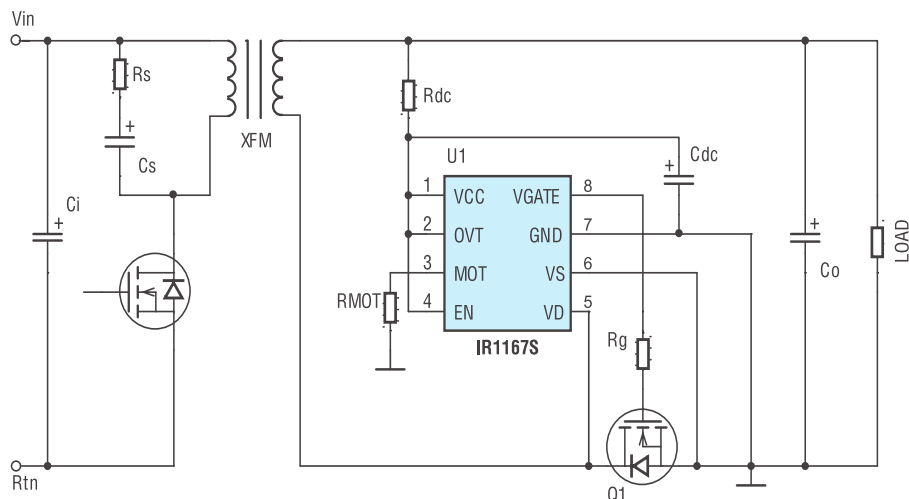 Vin
Rs
Cs
Ci
XFM
Rtn
Rdc
Cdc
U1
1 VCC VGATE 8
2 OVT GND 7
3 MOT VS 6
4 EN VD 5
IR1167S
RMOT
Rg
Q1
Co
LOAD